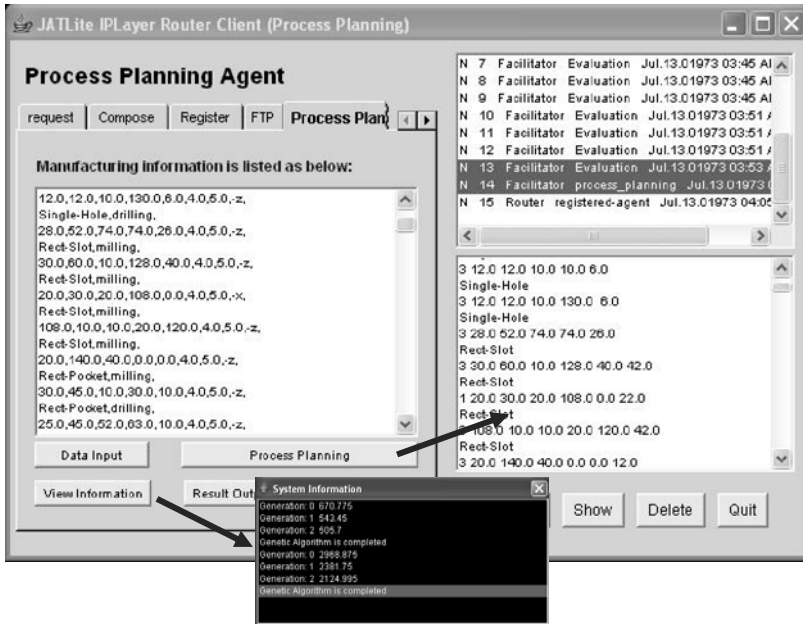 JATLite IPLayer Router Client (Process Planning)
Process Planning Agent
request Compose Register FTP Process Plan
Manufacturing information is listed as below:
12.0,12.0,10.0,130.0,6.0,4.0,5.0,-z,
Single-Hole,drilling,
28.0,52.0,74.0,74.0,26.0,4.0,5.0,-z,
Rect-Slot,milling,
30.0,60.0,10.0,128.0,40.0,4.0,5.0,-z,
Rect-Slot,milling,
20.0,30.0,20.0,108.0,0.0,4.0,5.0,-x,
Rect-Slot,milling,
108.0,10.0,10.0,20.0,120.0,4.0,5.0,-z,
Rect-Slot,milling,
20.0,140.0,40.0,0.0,0.0,4.0,5.0,-z,
Rect-Pocket,milling,
30.0,45.0,10.0,30.0,10.0,4.0,5.0,-z,
Rect-Pocket,drilling,
25.0,45.0,52.0,63.0,10.0,4.0,5.0,-z,
Data Input Process Planning
View Information Result Out
N 7 Facilitator Evaluation Jul.13.01973 03:45 AI
N 8 Facilitator Evaluation Jul.13.01973 03:45 AI
N 9 Facilitator Evaluation Jul.13.01973 03:45 AI
N 10 Facilitator Evaluation Jul.13.01973 03:51
N 11 Facilitator Evaluation Jul.13.01973 03:51
N 12 Facilitator Evaluation Jul.13.01973 03:51
N 13 Facilitator Evaluation Jul.13.01973 03:53
N 14 Facilitator process_planning Jul.13.01973
N 15 Router registered-agent Jul.13.01973 04:05
3 12.0 12.0 10.0 10.0 6.0
Single-Hole
3 12.0 12.0 10.0 130.0 6.0
Single-Hole
3 28.0 52.0 74.0 74.0 26.0
Rect-Slot
3 30.0 60.0 10.0 128.0 40.0 42.0
Rect-Slot
1 20.0 30.0 20.0 108.0 0.0 22.0
Rect-Slot
108.0 10.0 10.0 20.0 120.0 42.0
Rect-Slot
3 20.0 140.0 40.0 0.0 0.0 12.0
Show Delete Quit
System Information
Generation: 0 670.775
Generation: 1 543.45
Generation: 2 505.7
Genetic Algorithm is completed
Generation: 0 2968.875
Generation: 1 2381.75
Generation: 2 2124.995
Genetic Algorithm is completed